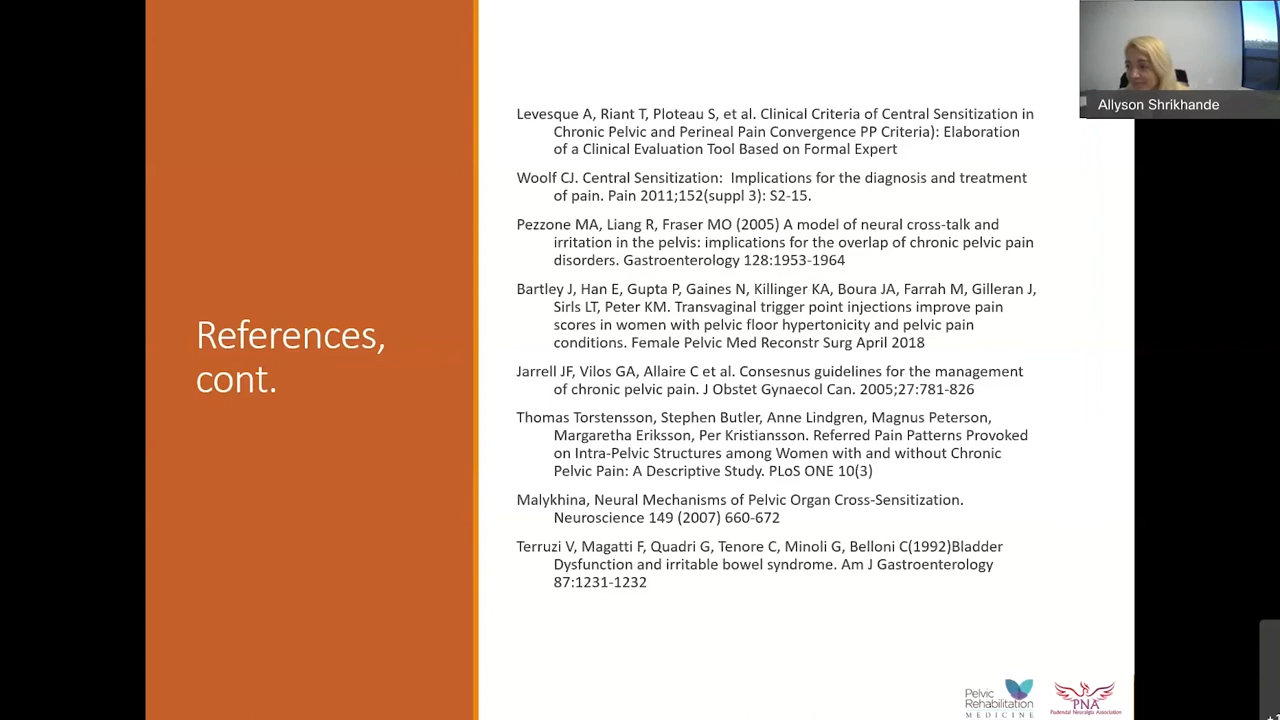 Allyson Shrikhande
References,
cont.
Levesque A, Riant T, Ploteau S, et al. Clinical Criteria of Central Sensitization in
Chronic Pelvic and Perineal Pain Convergence PP Criteria): Elaboration
of a Clinical Evaluation Tool Based on Formal Expert
Woolf CJ. Central Sensitization:  Implications for the diagnosis and treatment
of pain. Pain 2011;152(suppl 3): S2-15.
Pezzone MA, Liang R, Fraser MO (2005) A model of neural cross-talk and
irritation in the pelvis: implications for the overlap of chronic pelvic pain
disorders. Gastroenterology 128:1953-1964
Bartley J, Han E, Gupta P, Gaines N, Killinger KA, Boura JA, Farrah M, Gilleran J,
Sirls LT, Peter KM. Transvaginal trigger point injections improve pain
scores in women with pelvic floor hypertonicity and pelvic pain
conditions. Female Pelvic Med Reconstr Surg April 2018
Jarrell JF, Vilos GA, Allaire C et al. Consesnus guidelines for the management
of chronic pelvic pain. J Obstet Gynaecol Can. 2005;27:781-826
Thomas Torstensson, Stephen Butler, Anne Lindgren, Magnus Peterson,
Margaretha Eriksson, Per Kristiansson. Referred Pain Patterns Provoked
on Intra-Pelvic Structures among Women with and without Chronic
Pelvic Pain: A Descriptive Study. PLoS ONE 10(3)
Malykhina, Neural Mechanisms of Pelvic Organ Cross-Sensitization.
Neuroscience 149 (2007) 660-672
Terruzi V, Magatti F, Quadri G, Tenore C, Minoli G, Belloni C(1992)Bladder
Dysfunction and irritable bowel syndrome. Am J Gastroenterology
87:1231-1232
Pelvic
Rehabilitation
MEDICINE
PNA
Pudendal Neuralgia Association